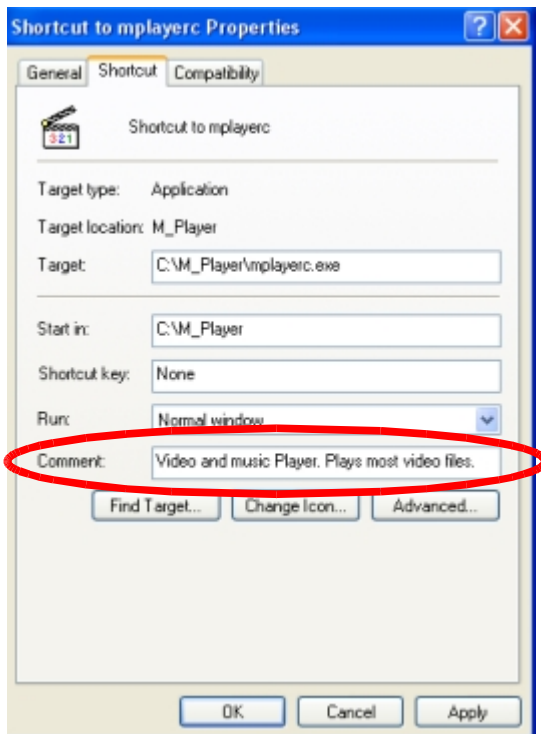 Shortcut to mplayerc Properties
General Shortcut Compatibility
321
Shortcut to mplayerc
Target type: Application
Target location: M_Player
Target: C:\M_Player\mplayerc.exe
Start in: C:\M_Player
Shortcut key: None
Run: Normal window
Comment: Video and music Player. Plays most video files.
Find Target... Change Icon... Advanced...
OK Cancel Apply